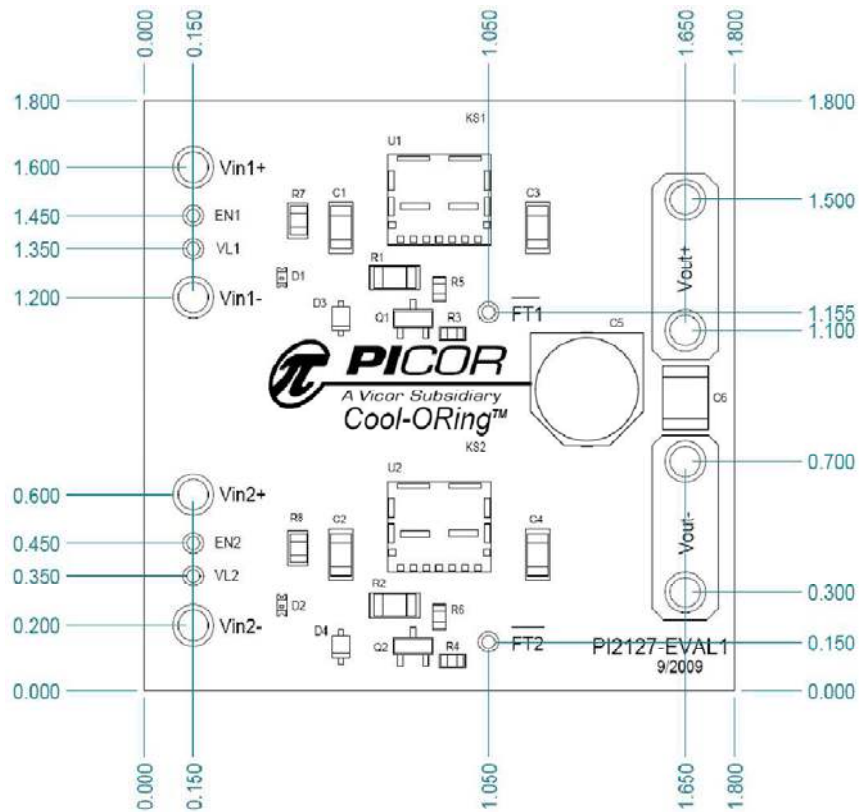 0.000
0.150
1.050
1.650
1.800
1.800
1.800
KS1
U1
1.600
Vin1+
R7
C1
C3
1.500
1.450
EN1
1.350
VL1
Vout+
R1
D1
R5
1.200
Vin1-
D3
Q1
R3
FT1
1.155
C5
1.100
π PICOR
A Vicor Subsidiary
Cool-ORing™
C6
KS2
U2
0.700
0.600
Vin2+
R8
C2
C4
0.450
EN2
Vout-
0.350
VL2
R2
0.300
D2
R6
0.200
Vin2-
D4
Q2
R4
FT2
0.150
PI2127-EVAL1
9/2009
0.000
0.000
0.000
0.150
1.050
1.650
1.800